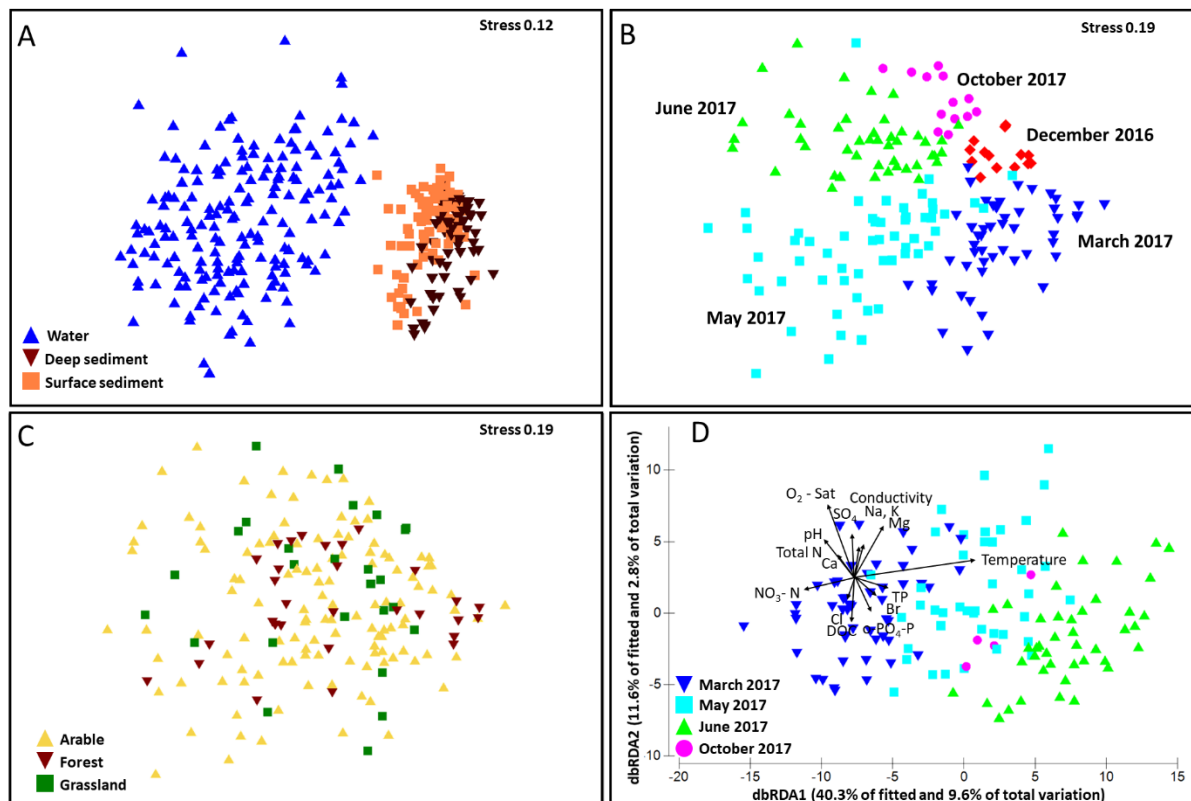 A
Stress 0.12
Water
Deep sediment
Surface sediment
B
Stress 0.19
October 2017
June 2017
December 2016
March 2017
May 2017
C
Stress 0.19
Arable
Forest
Grassland
D
dbRDA2 (11.6% of fitted and 2.8% of total variation)
10
5
0
-5
-10
O₂ - Sat
SO₄
Conductivity
Na, K
Mg
pH
Total N
Ca
Temperature
NO₃- N
TP
Br
Cl
DOC o-PO₄-P
March 2017
May 2017
June 2017
October 2017
-20 -15 -10 -5 0 5 10 15
dbRDA1 (40.3% of fitted and 9.6% of total variation)